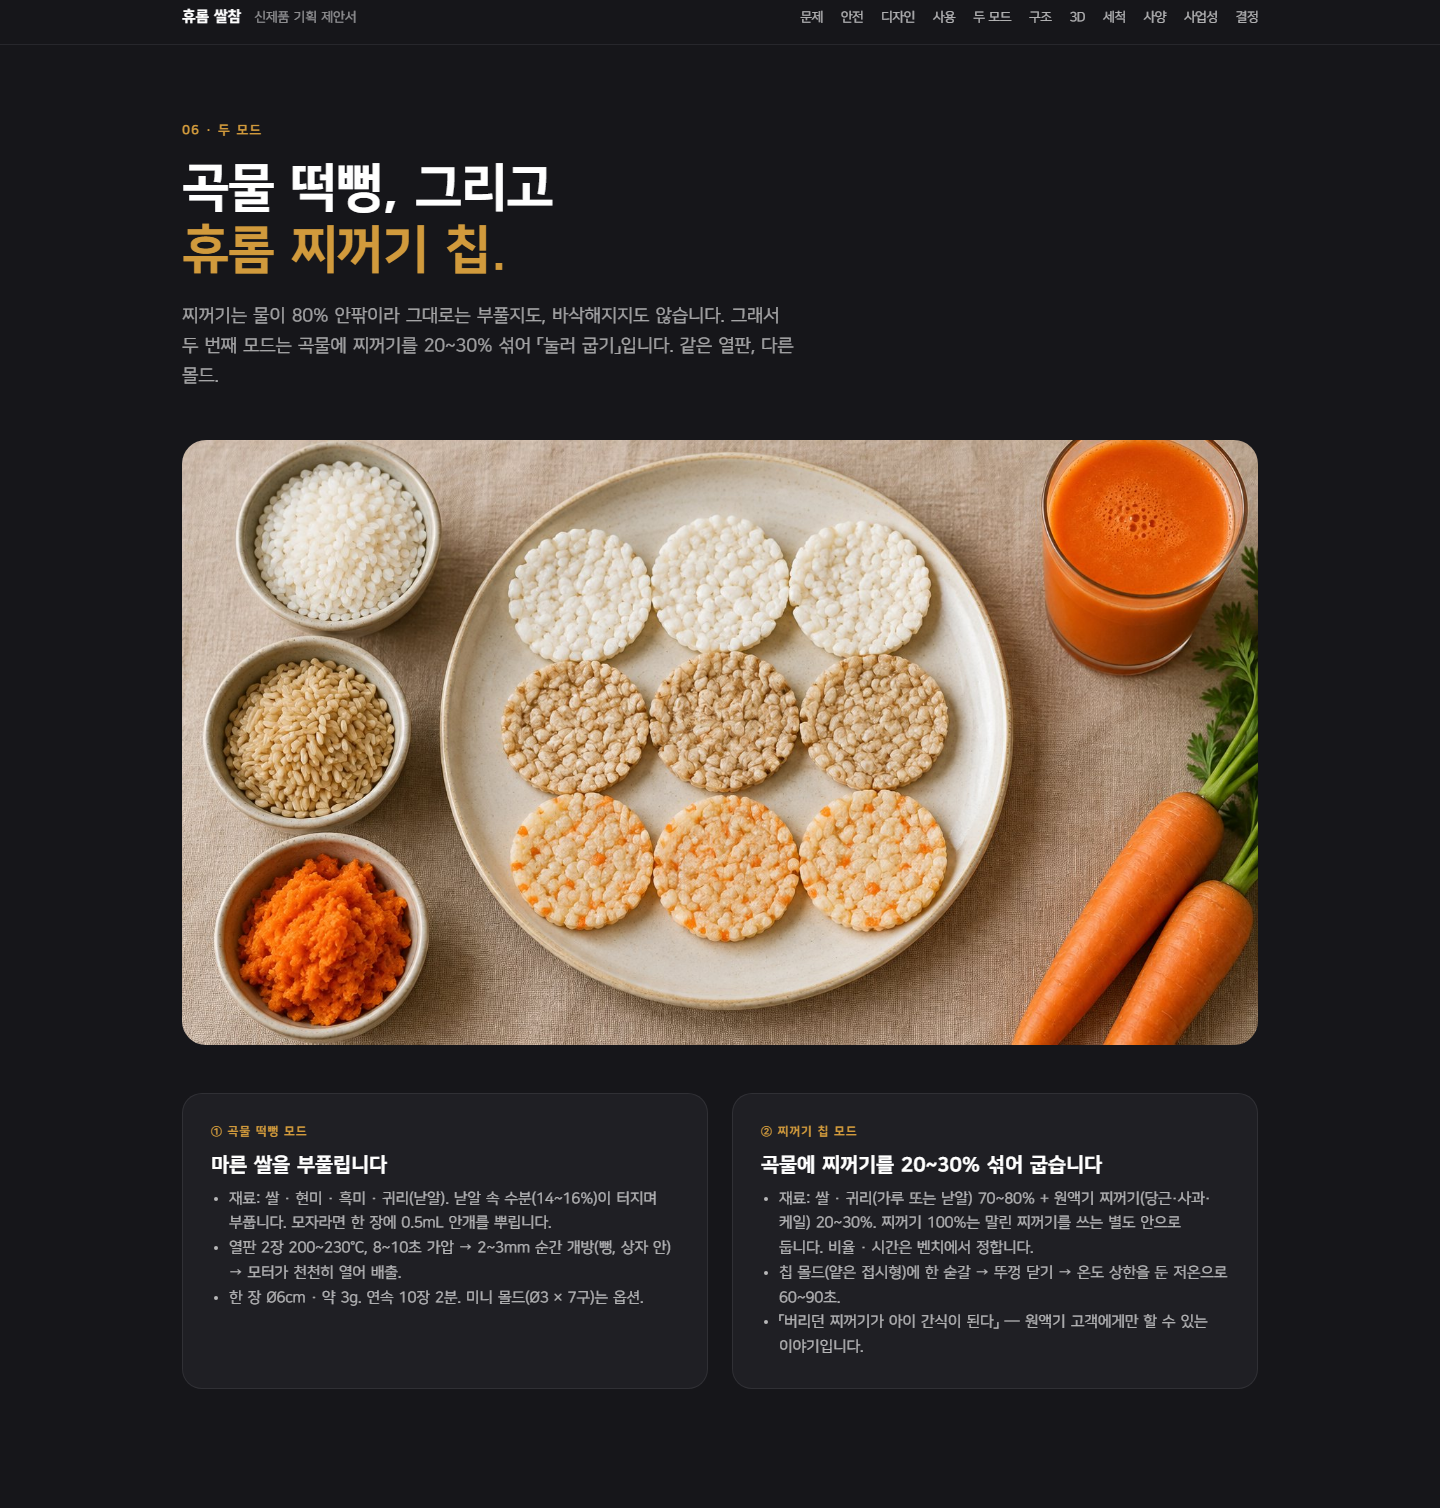 휴롬 쌀참 신제품 기획 제안서
문제 안전 디자인 사용 두 모드 구조 3D 세척 사양 사업성 결정
06 · 두 모드
곡물 떡뻥, 그리고
휴롬 찌꺼기 칩.
찌꺼기는 물이 80% 안팎이라 그대로는 부풀지도, 바삭해지지도 않습니다. 그래서
두 번째 모드는 곡물에 찌꺼기를 20~30% 섞어 「눌러 굽기」입니다. 같은 열판, 다른
몰드.
① 곡물 떡뻥 모드
마른 쌀을 부풀립니다
• 재료: 쌀 · 현미 · 흑미 · 귀리(낟알). 낟알 속 수분(14~16%)이 터지며
부풉니다. 모자라면 한 장에 0.5mL 안개를 뿌립니다.
• 열판 2장 200~230℃, 8~10초 가압 → 2~3mm 순간 개방(뻥, 상자 안)
→ 모터가 천천히 열어 배출.
• 한 장 Ø6cm · 약 3g. 연속 10장 2분. 미니 몰드(Ø3 × 7구)는 옵션.
② 찌꺼기 칩 모드
곡물에 찌꺼기를 20~30% 섞어 굽습니다
• 재료: 쌀 · 귀리(가루 또는 낟알) 70~80% + 원액기 찌꺼기(당근·사과·
케일) 20~30%. 찌꺼기 100%는 말린 찌꺼기를 쓰는 별도 안으로
둡니다. 비율 · 시간은 벤치에서 정합니다.
• 칩 몰드(얕은 접시형)에 한 숟갈 → 뚜껑 닫기 → 온도 상한을 둔 저온으로
60~90초.
• 「버리던 찌꺼기가 아이 간식이 된다」 — 원액기 고객에게만 할 수 있는
이야기입니다.